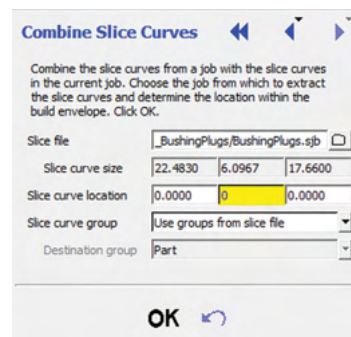 Combine Slice Curves
Combine the slice curves from a job with the slice curves
in the current job. Choose the job from which to extract
the slice curves and determine the location within the
build envelope. Click OK.
Slice file _BushingPlugs/BushingPlugs.sjb
Slice curve size 22.4830 6.0967 17.6600
Slice curve location 0.0000 0 0.0000
Slice curve group Use groups from slice file
Destination group Part
OK